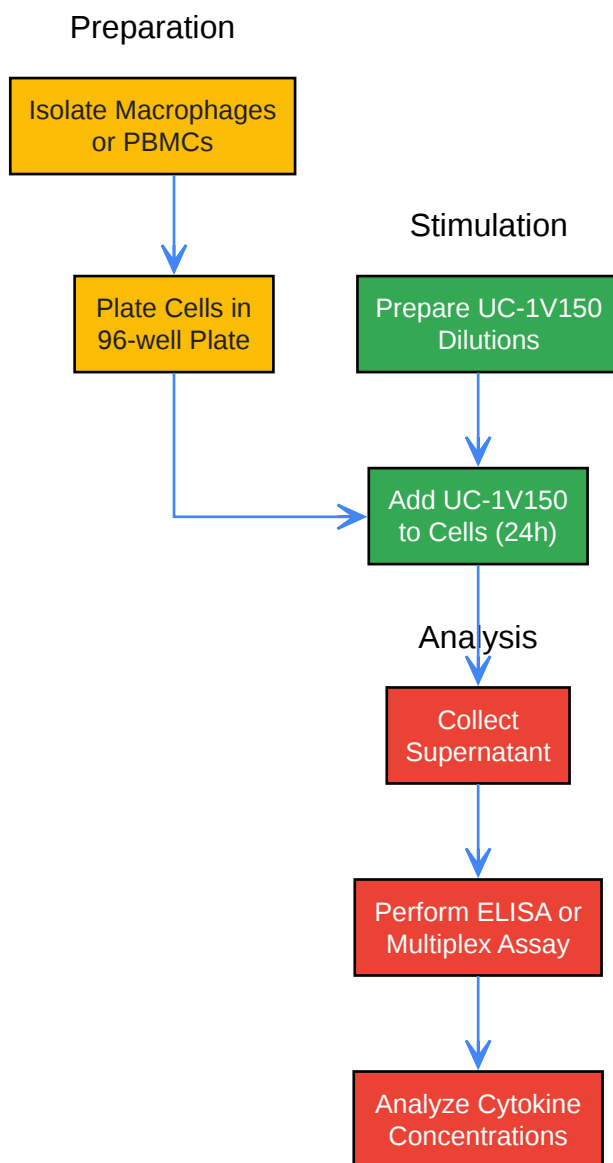 Preparation
Isolate Macrophages
or PBMCs
Stimulation
Plate Cells in
96-well Plate
Prepare UC-1V150
Dilutions
Add UC-1V150
to Cells (24h)
Analysis
Collect
Supernatant
Perform ELISA or
Multiplex Assay
Analyze Cytokine
Concentrations